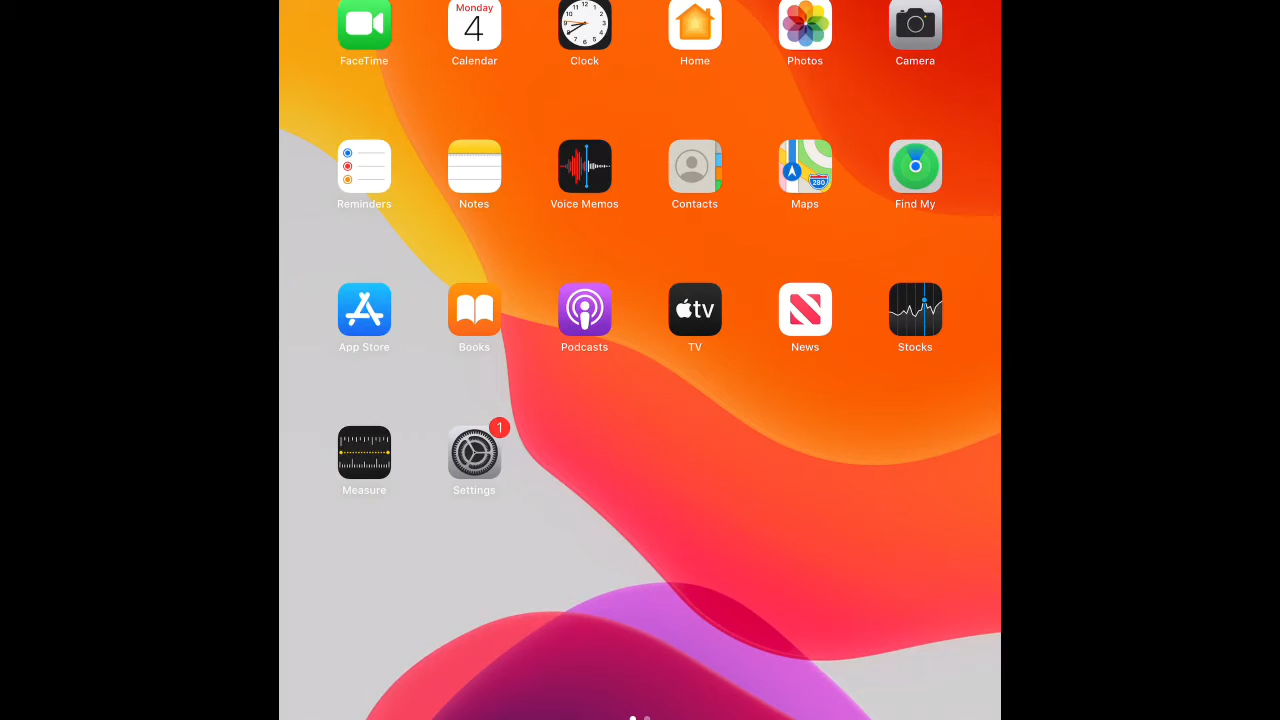 Monday
4
FaceTime
Calendar
Clock
Home
Photos
Camera
280
Reminders
Notes
Voice Memos
Contacts
Maps
Find My
tv
App Store
Books
Podcasts
TV
News
Stocks
1
Measure
Settings